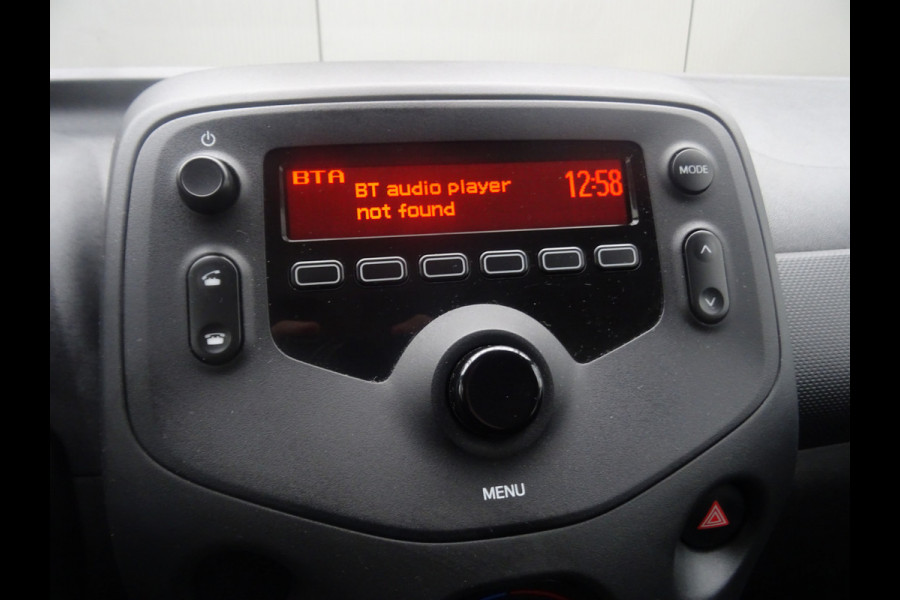 BTA
BT audio player
not found
12:58
MODE
MENU